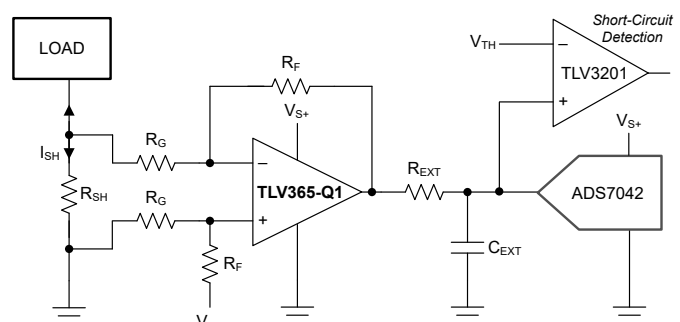 Short-Circuit
Detection
LOAD
V_TH
−
TLV3201
+
R_F
V_S+
V_S+
I_SH
R_G
−
R_EXT
R_SH
TLV365-Q1
ADS7042
R_G
+
C_EXT
R_F
V